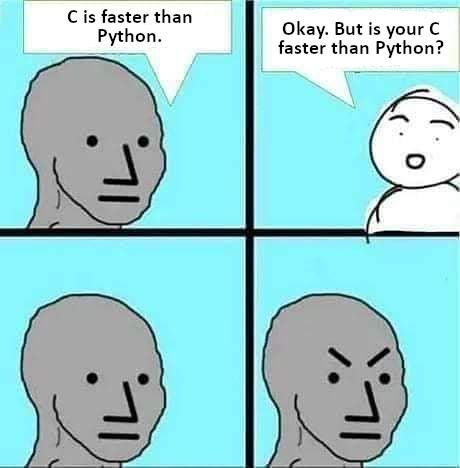 C is faster than
Python.
Okay. But is your C
faster than Python?